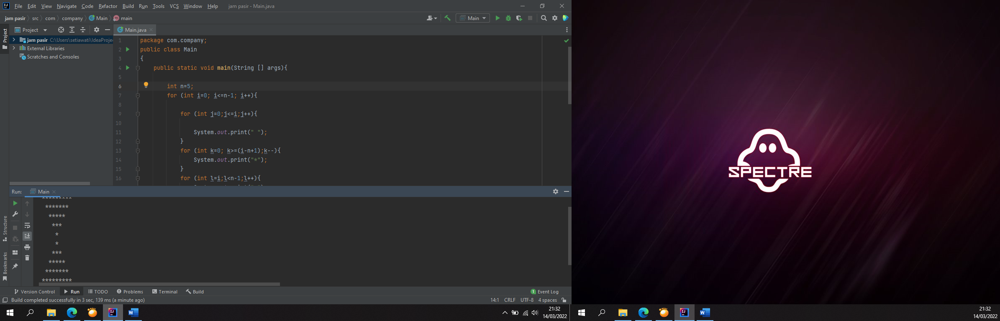 File Edit View Navigate Code Refactor Build Run Tools VCS Window Help jam pasir - Main.java
jam pasir src com company Main main
Main
Project
Main.java
Project
jam pasir C:\Users\setiawati\IdeaProje
External Libraries
Scratches and Consoles
1 package com.company;
2 public class Main
3 {
4 public static void main(String [] args){
5
6 int n=5;
7 for (int i=0; i<=n-1; i++){
8
9 for (int j=0;j<=i;j++){
10
11 System.out.print(" ");
12 }
13 for (int k=0; k>=(i-n+1);k--){
14 System.out.print("*");
15 }
16 for (int l=i;l<n-1;l++){
Run: Main
*********
*******
*****
***
*
*
***
*****
*******
*********
Structure
Bookmarks
Version Control Run TODO Problems Terminal Build
1 Event Log
Build completed successfully in 3 sec, 139 ms (a minute ago)
14:1 CRLF UTF-8 4 spaces
21:32
14/03/2022
SPECTRE
21:32
14/03/2022